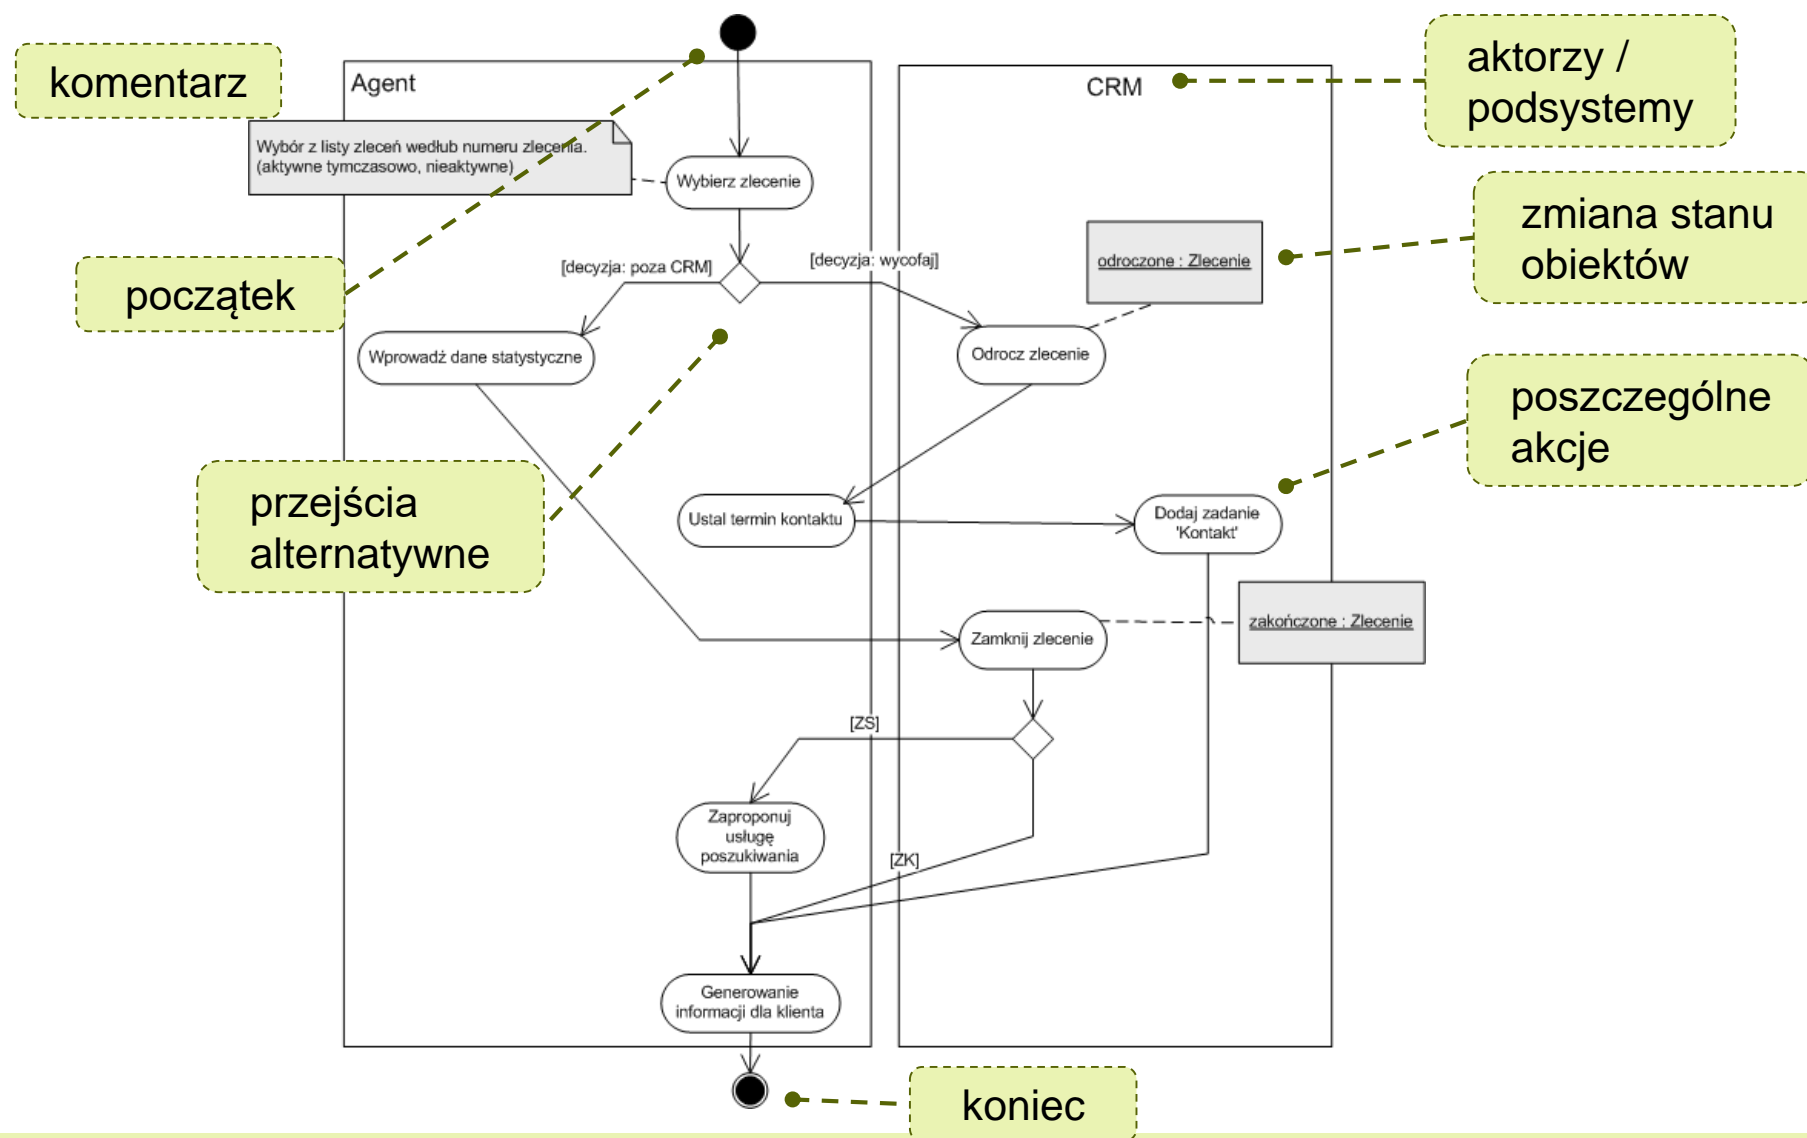 komentarz
Agent
CRM
aktorzy /
podsystemy
Wybór z listy zleceń wedłub numeru zlecenia.
(aktywne tymczasowo, nieaktywne)
Wybierz zlecenie
zmiana stanu
obiektów
odroczone : Zlecenie
[decyzja: poza CRM]
[decyzja: wycofaj]
początek
Wprowadź dane statystyczne
Odrocz zlecenie
poszczególne
akcje
przejścia
alternatywne
Ustal termin kontaktu
Dodaj zadanie
'Kontakt'
Zamknij zlecenie
zakończone : Zlecenie
[ZS]
Zaproponuj
usługę
poszukiwania
[ZK]
Generowanie
informacji dla klienta
koniec